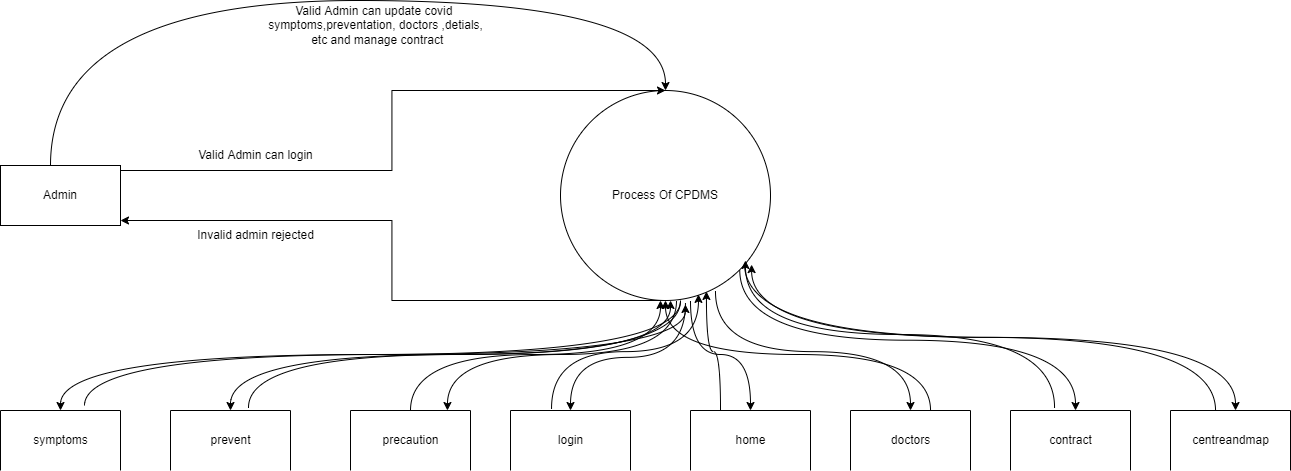 Valid Admin can update covid
symptoms,preventation, doctors ,detials,
etc and manage contract
Valid Admin can login
Admin
Process Of CPDMS
Invalid admin rejected
symptoms
prevent
precaution
login
home
doctors
contract
centreandmap